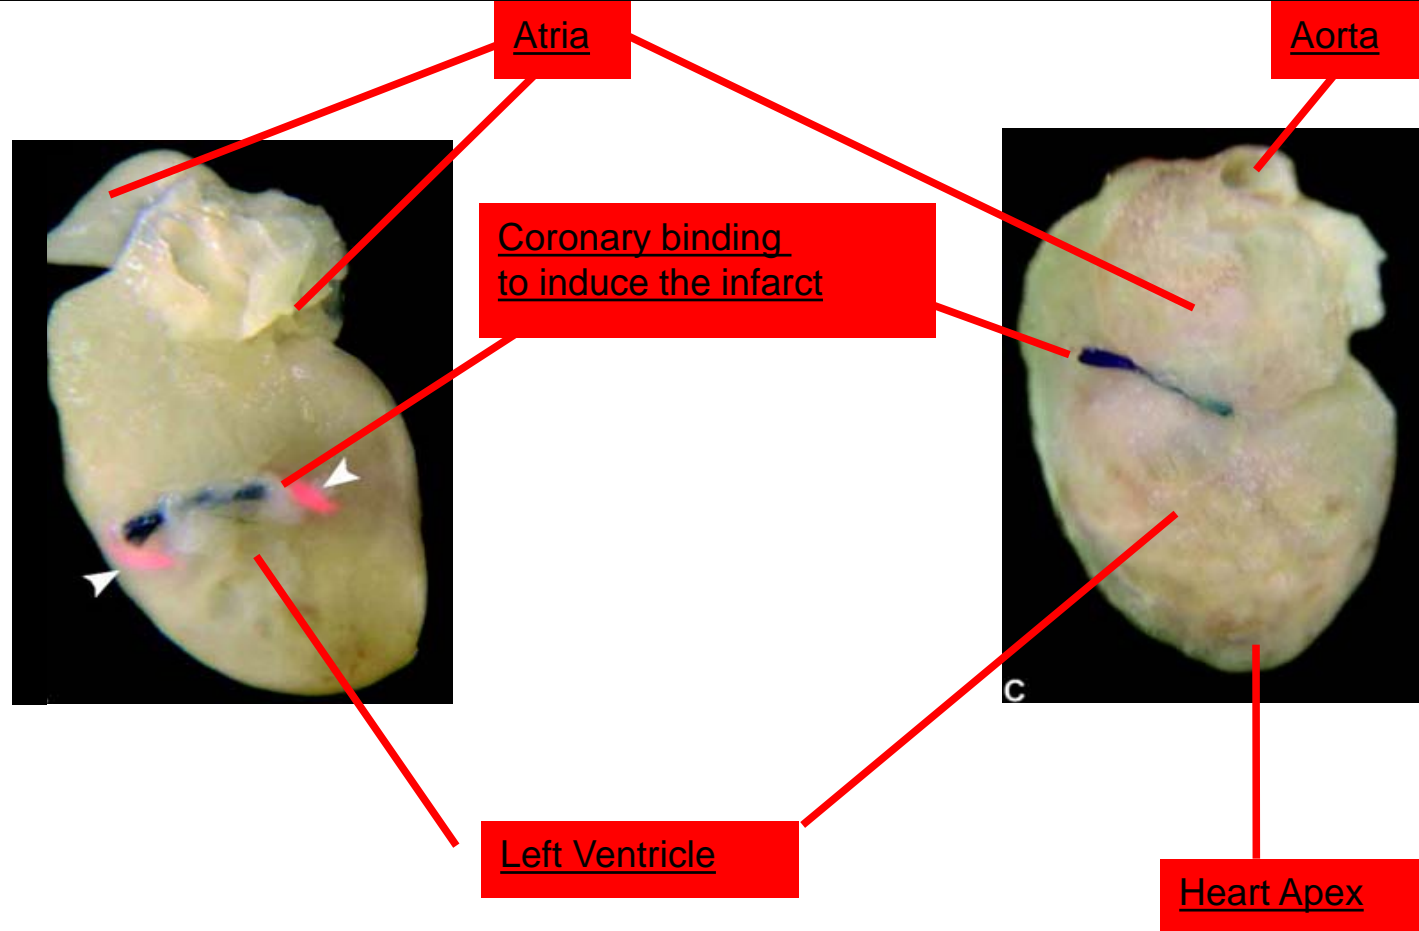 Atria
Aorta
Coronary binding
to induce the infarct
C
Left Ventricle
Heart Apex